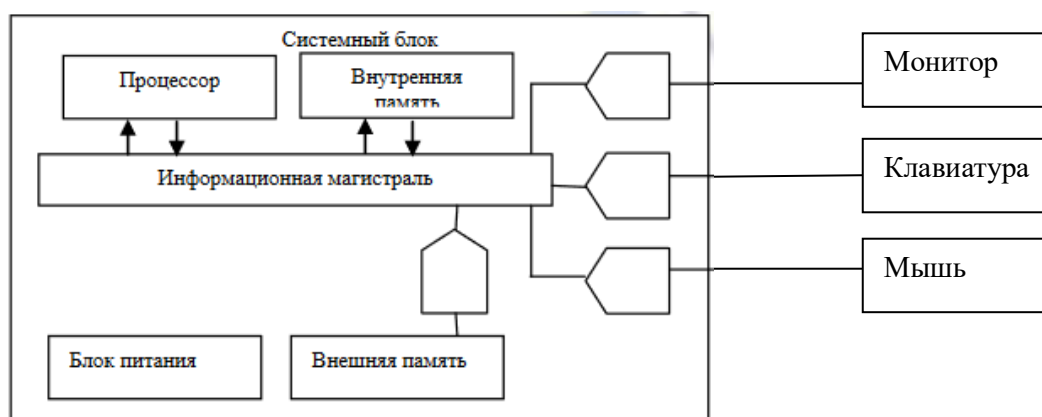 Системный блок
Процессор
Внутренняя
память
Монитор
Информационная магистраль
Клавиатура
Мышь
Блок питания
Внешняя память